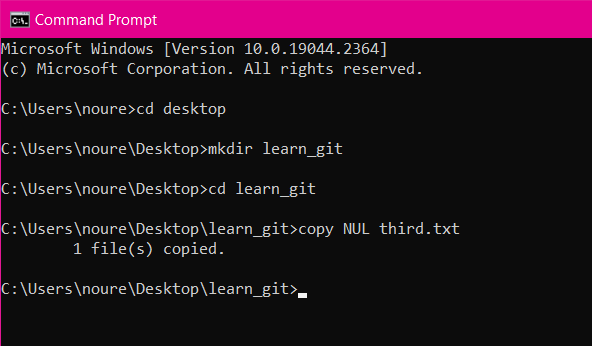 Command Prompt
Microsoft Windows [Version 10.0.19044.2364]
(c) Microsoft Corporation. All rights reserved.
C:\Users\noure>cd desktop
C:\Users\noure\Desktop>mkdir learn_git
C:\Users\noure\Desktop>cd learn_git
C:\Users\noure\Desktop\learn_git>copy NUL third.txt
        1 file(s) copied.
C:\Users\noure\Desktop\learn_git>